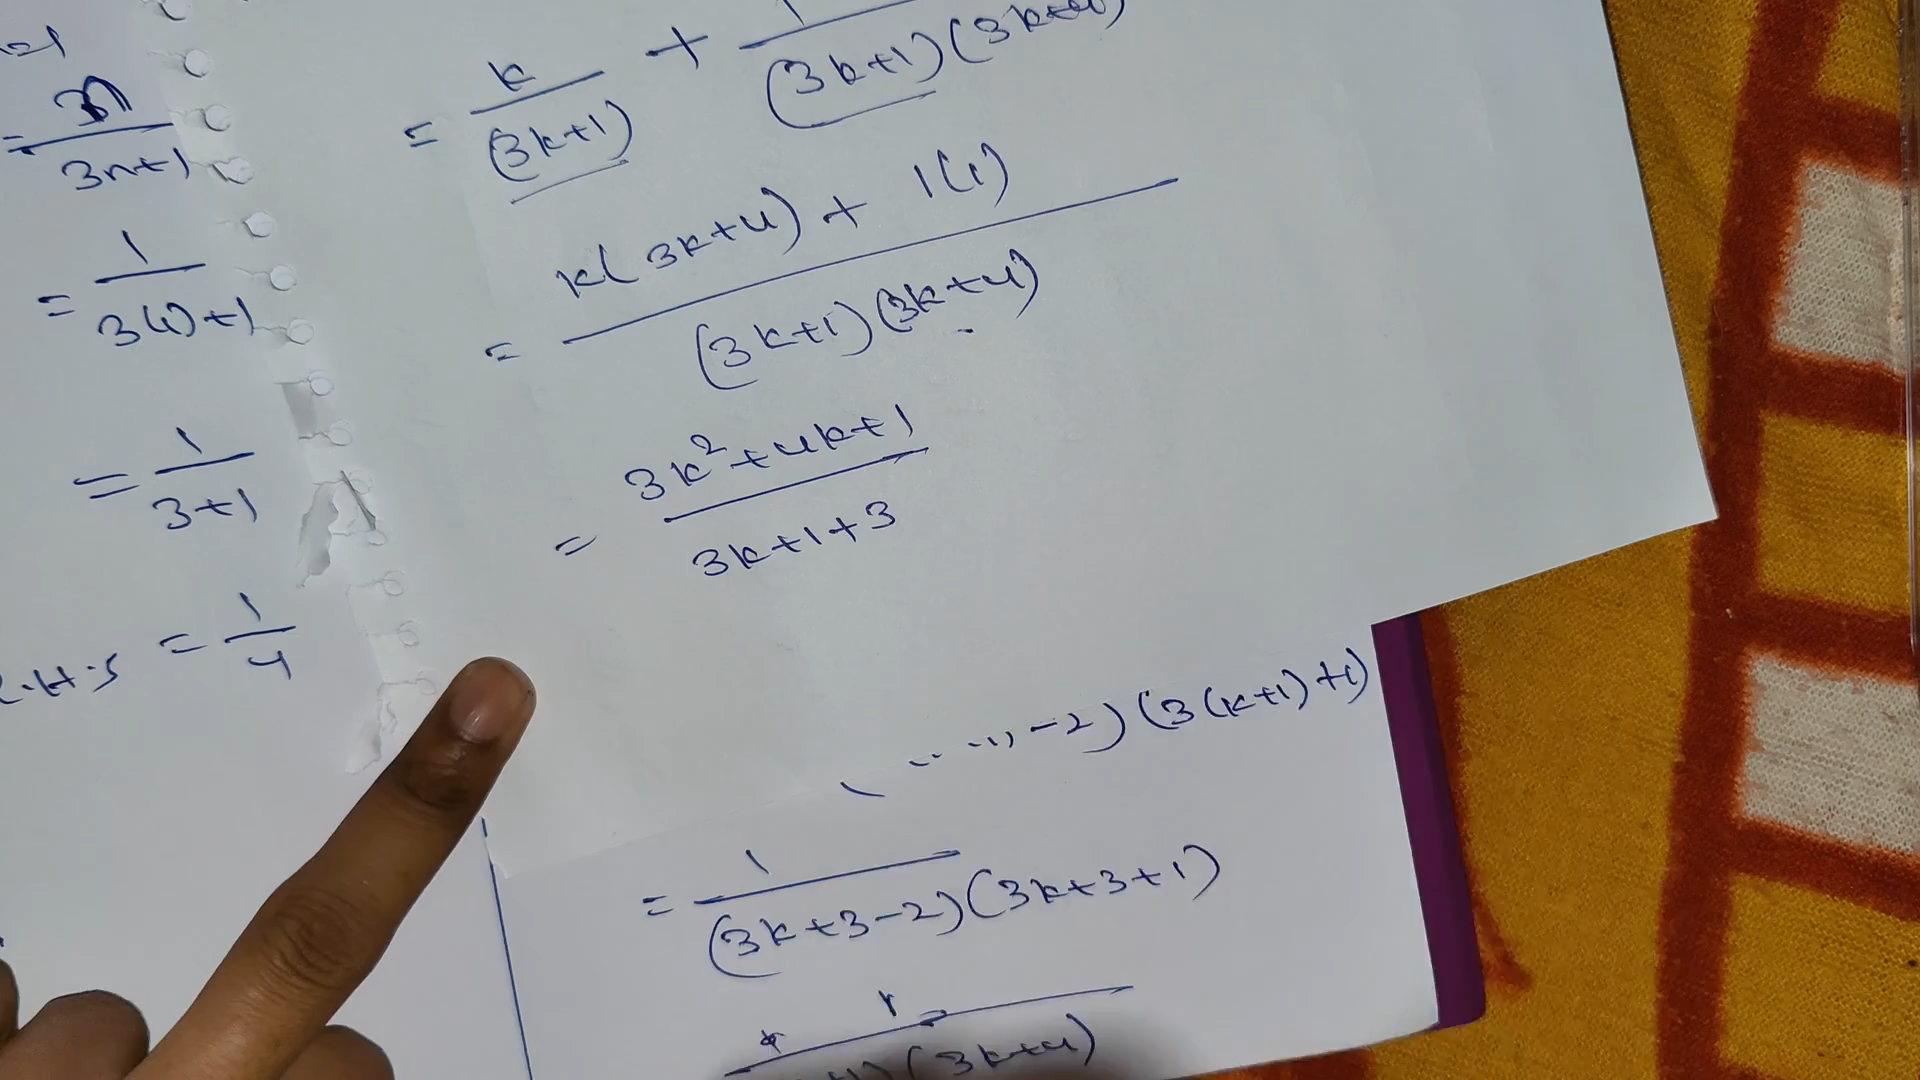 = n / 3n+1
= 1 / 3(1)+1
= 1 / 3+1
R.H.S = 1 / 4
= k / (3k+1) + 1 / (3k+1)(3k+4)
= k(3k+4) + 1(1) / (3k+1)(3k+4)
= 3k²+4k+1 / 3k+1+3
-2)(3(k+1)+1)
= 1 / (3k+3-2)(3k+3+1)
(3k+4)